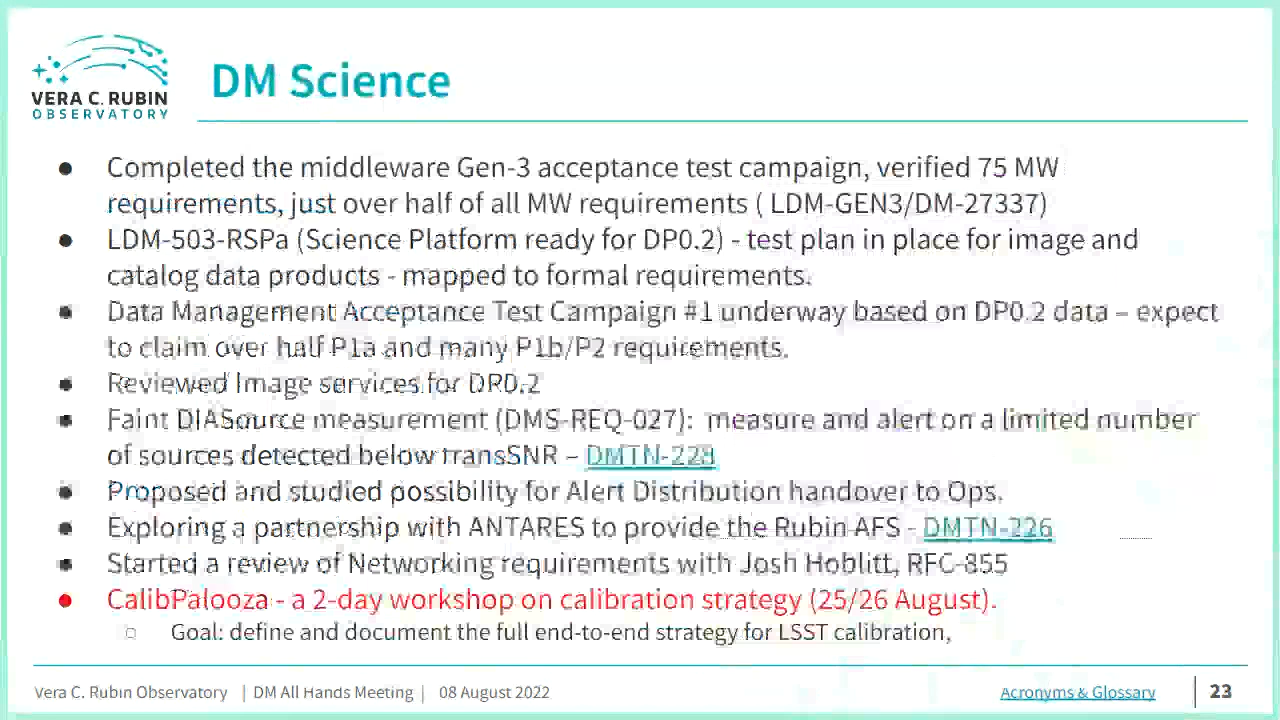 VERA C. RUBIN
OBSERVATORY
DM Science
● Completed the middleware Gen-3 acceptance test campaign, verified 75 MW
requirements, just over half of all MW requirements ( LDM-GEN3/DM-27337)
● LDM-503-RSPa (Science Platform ready for DP0.2) - test plan in place for image and
catalog data products - mapped to formal requirements.
● Data Management Acceptance Test Campaign #1 underway based on DP0.2 data – expect
to claim over half P1a and many P1b/P2 requirements.
● Reviewed Image services for DP0.2
● Faint DIASource measurement (DMS-REQ-027): measure and alert on a limited number
of sources detected below transSNR – DMTN-228
● Proposed and studied possibility for Alert Distribution handover to Ops.
● Exploring a partnership with ANTARES to provide the Rubin AFS - DMTN-226
● Started a review of Networking requirements with Josh Hoblitt, RFC-855
● CalibPalooza - a 2-day workshop on calibration strategy (25/26 August).
○ Goal: define and document the full end-to-end strategy for LSST calibration,
Vera C. Rubin Observatory | DM All Hands Meeting | 08 August 2022
Acronyms & Glossary
23